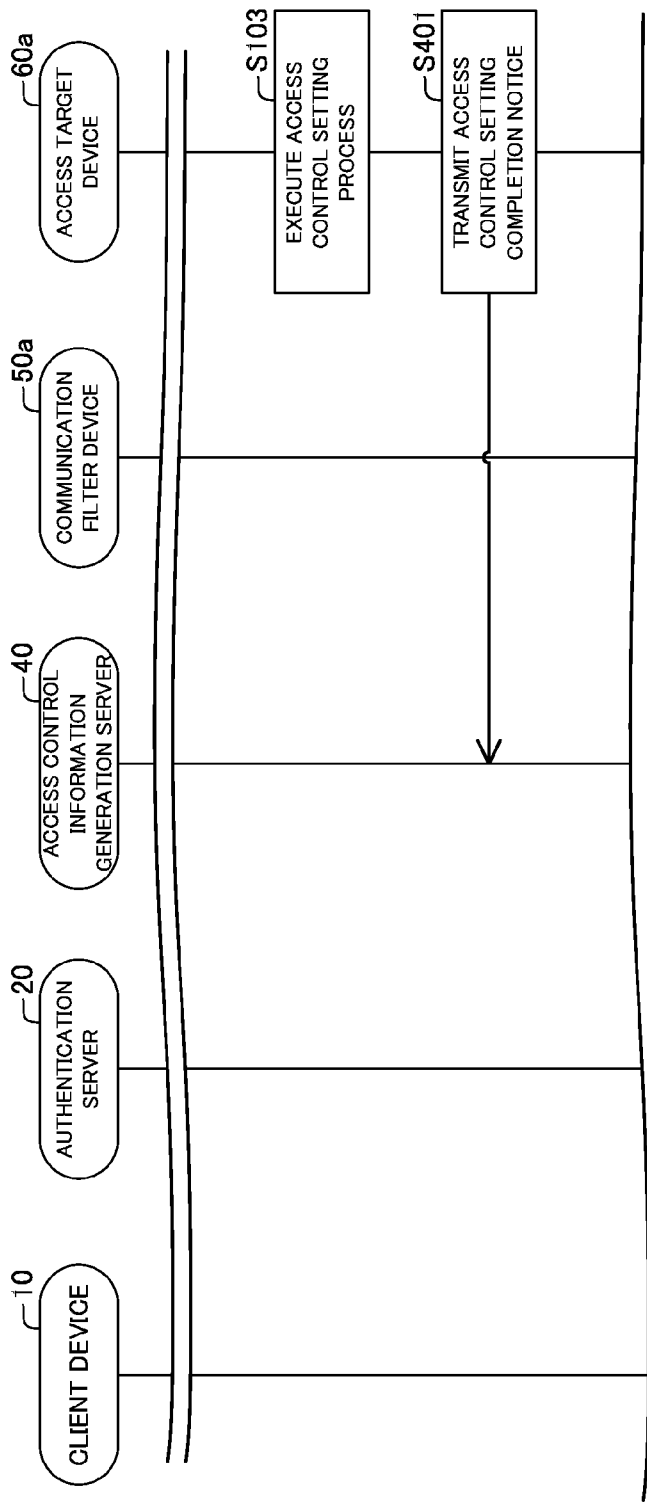 10
CLIENT DEVICE
20
AUTHENTICATION
SERVER
40
ACCESS CONTROL
INFORMATION
GENERATION SERVER
50a
COMMUNICATION
FILTER DEVICE
60a
ACCESS TARGET
DEVICE
S103
EXECUTE ACCESS
CONTROL SETTING
PROCESS
S401
TRANSMIT ACCESS
CONTROL SETTING
COMPLETION NOTICE